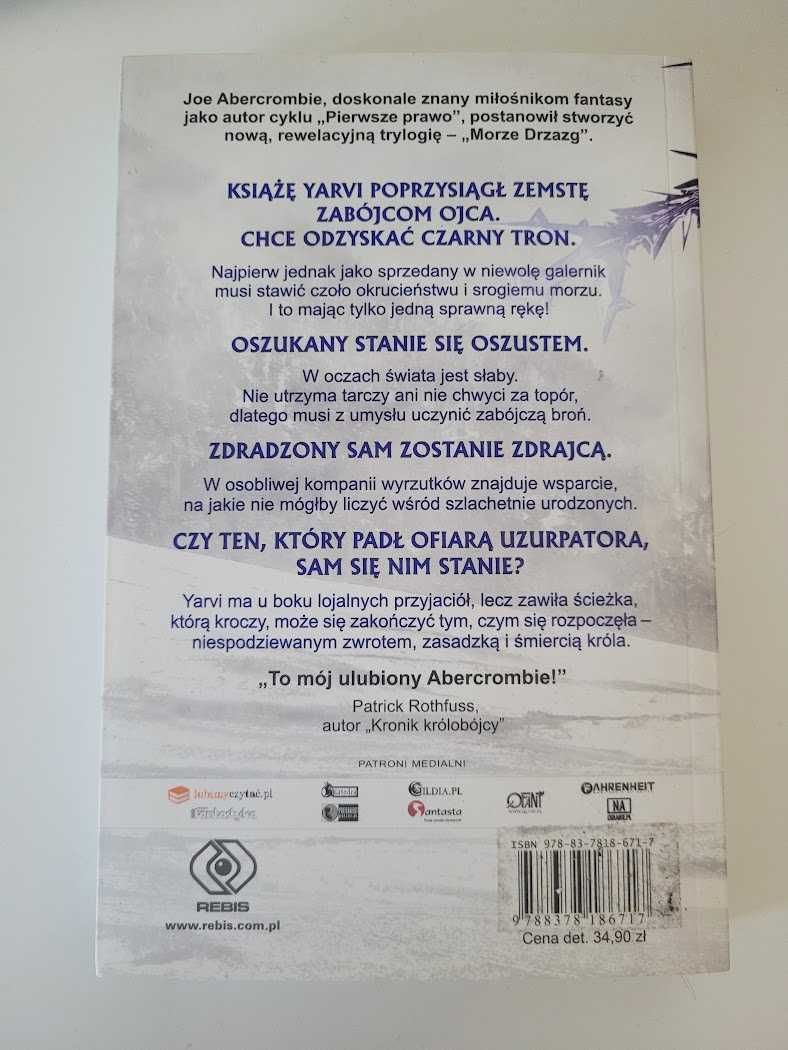 Joe Abercrombie, doskonale znany miłośnikom fantasy
jako autor cyklu „Pierwsze prawo”, postanowił stworzyć
nową, rewelacyjną trylogię – „Morze Drzazg”.
KSIĄŻĘ YARVI POPRZYSIĄGŁ ZEMSTĘ
ZABÓJCOM OJCA.
CHCE ODZYSKAĆ CZARNY TRON.
Najpierw jednak jako sprzedany w niewolę galernik
musi stawić czoło okrucieństwu i srogiemu morzu.
I to mając tylko jedną sprawną rękę!
OSZUKANY STANIE SIĘ OSZUSTEM.
W oczach świata jest słaby.
Nie utrzyma tarczy ani nie chwyci za topór,
dlatego musi z umysłu uczynić zabójczą broń.
ZDRADZONY SAM ZOSTANIE ZDRAJCĄ.
W osobliwej kompanii wyrzutków znajduje wsparcie,
na jakie nie mógłby liczyć wśród szlachetnie urodzonych.
CZY TEN, KTÓRY PADŁ OFIARĄ UZURPATORA,
SAM SIĘ NIM STANIE?
Yarvi ma u boku lojalnych przyjaciół, lecz zawiła ścieżka,
którą kroczy, może się zakończyć tym, czym się rozpoczęła –
niespodziewanym zwrotem, zasadzką i śmiercią króla.
„To mój ulubiony Abercrombie!”
Patrick Rothfuss,
autor „Kronik królobójcy”
PATRONI MEDIALNI
lubimyczytać.pl
Katedra
GILDIA.PL
FAHRENHEIT
Fantasta
QFANT
NA
REBIS
www.rebis.com.pl
ISBN 978-83-7818-671-7
9 788378 186717
Cena det. 34,90 zł